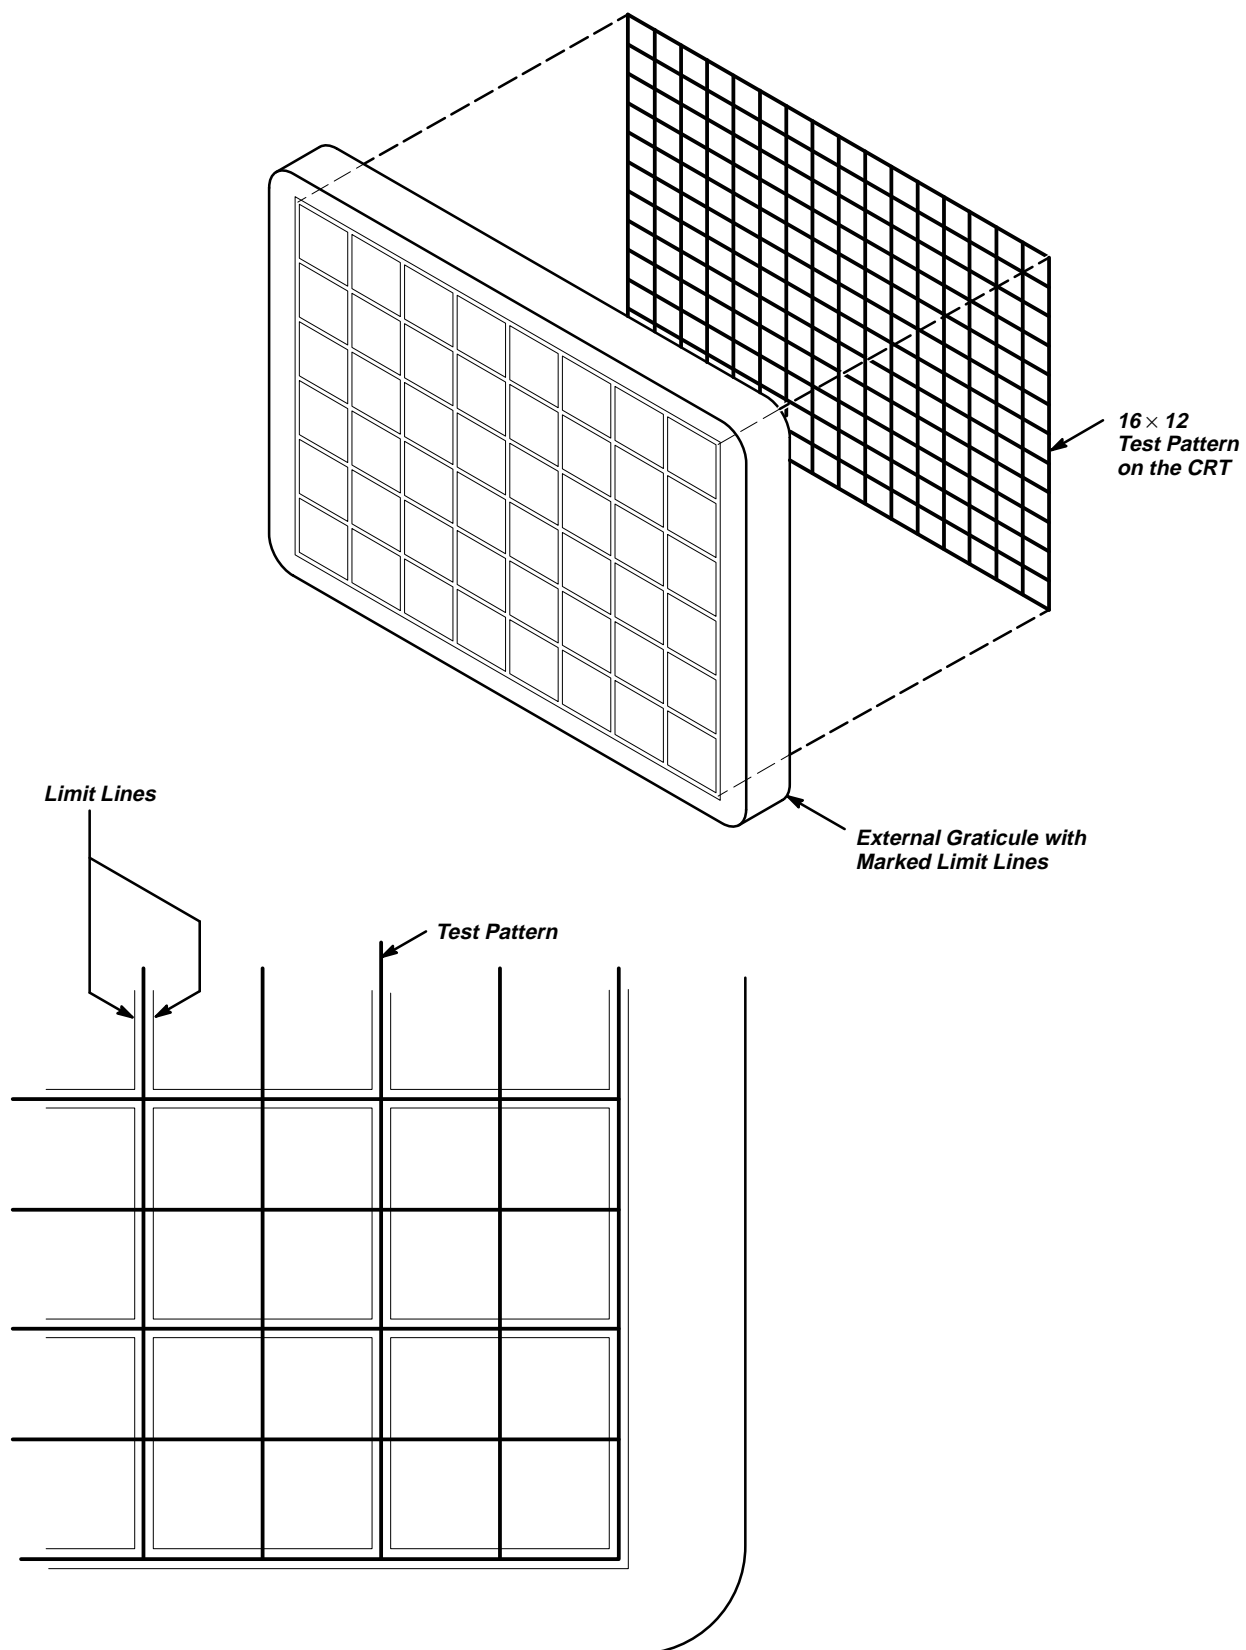 16 × 12
Test Pattern
on the CRT
Limit Lines
External Graticule with
Marked Limit Lines
Test Pattern